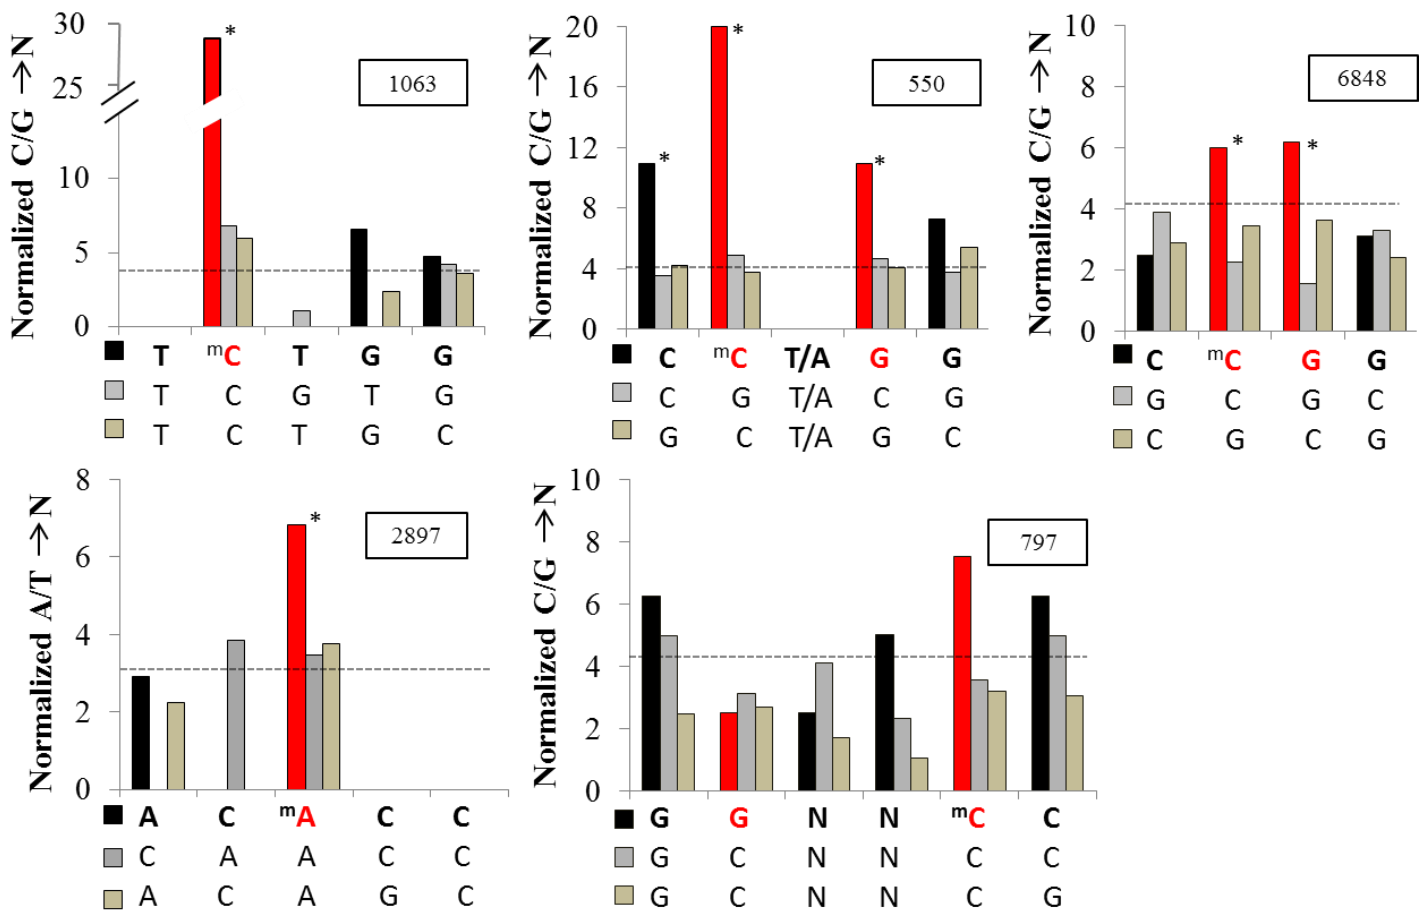 Normalized C/G → N
30
25
10
5
0
*
1063
T mC T G G
T C G T G
T C T G C
Normalized C/G → N
20
16
12
8
4
0
*
*
*
550
C mC T/A G G
C G T/A C G
G C T/A G C
Normalized C/G → N
10
8
6
4
2
0
*
*
6848
C mC G G
G C G C
C G C G
Normalized A/T → N
8
6
4
2
0
*
2897
A C mA C C
C A A C C
A C A G C
Normalized C/G → N
10
8
6
4
2
0
797
G G N N mC C
G C N N C C
G C N N C G